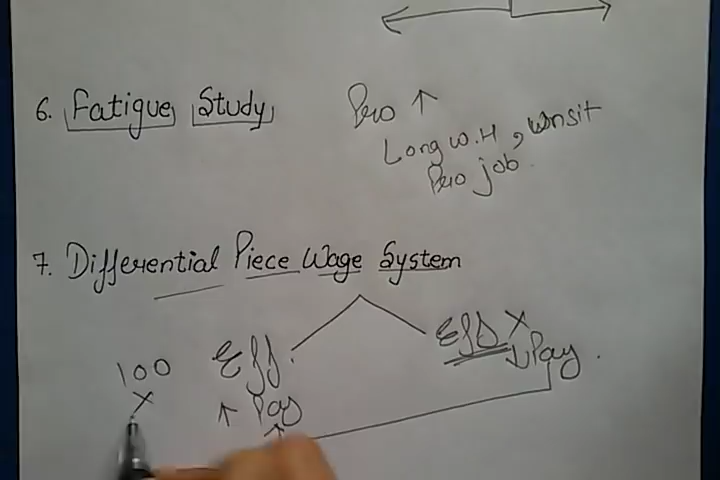 6. Fatigue Study
Pro ↑
Long W.H, unsit
Pro job
7. Differential Piece Wage System
Eff.
Eff X
↓ Pay .
100
X
↑ Pay
↑